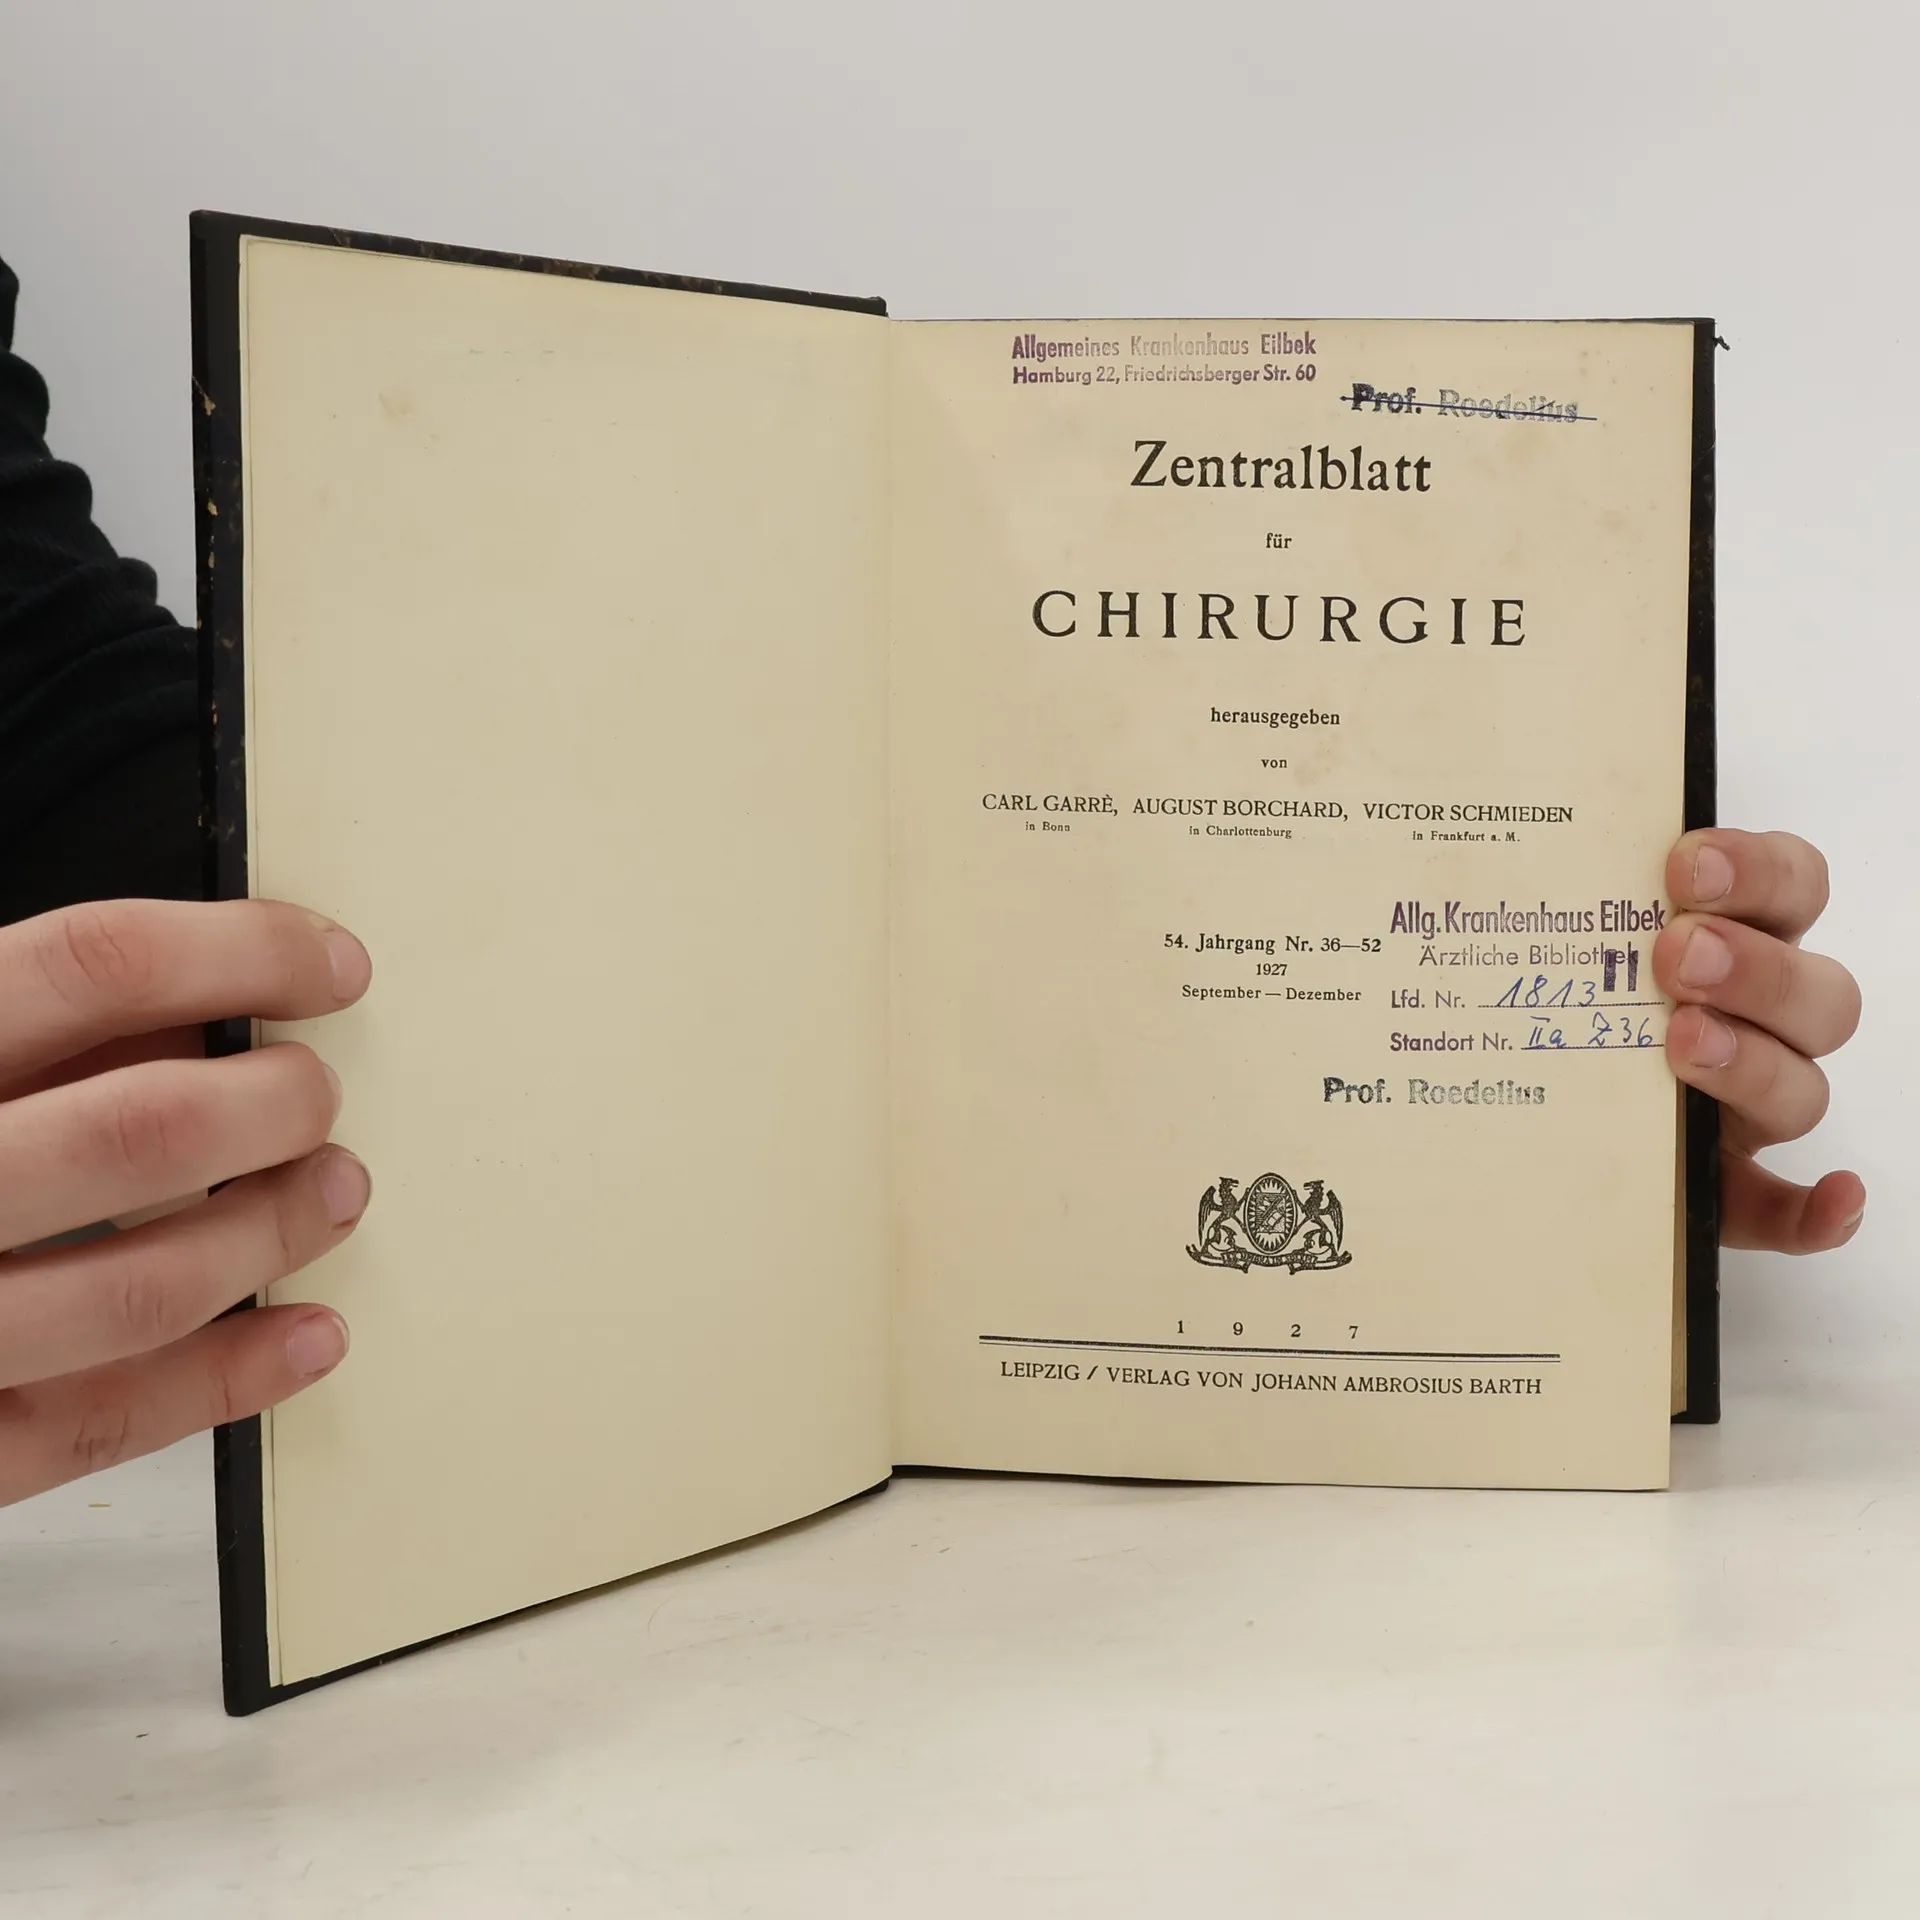 Allgemeines Krankenhaus Eilbek
Hamburg 22, Friedrichsberger Str. 60
Prof. Roedelius
Zentralblatt
für
CHIRURGIE
herausgegeben
von
CARL GARRÈ, AUGUST BORCHARD, VICTOR SCHMIEDEN
in Bonn in Charlottenburg in Frankfurt a. M.
54. Jahrgang Nr. 36—52
1927
September — Dezember
Allg. Krankenhaus Eilbek
Ärztliche Bibliothek
Lfd. Nr. 1813 II
Standort Nr. IIa Z 36
Prof. Roedelius
1 9 2 7
LEIPZIG / VERLAG VON JOHANN AMBROSIUS BARTH